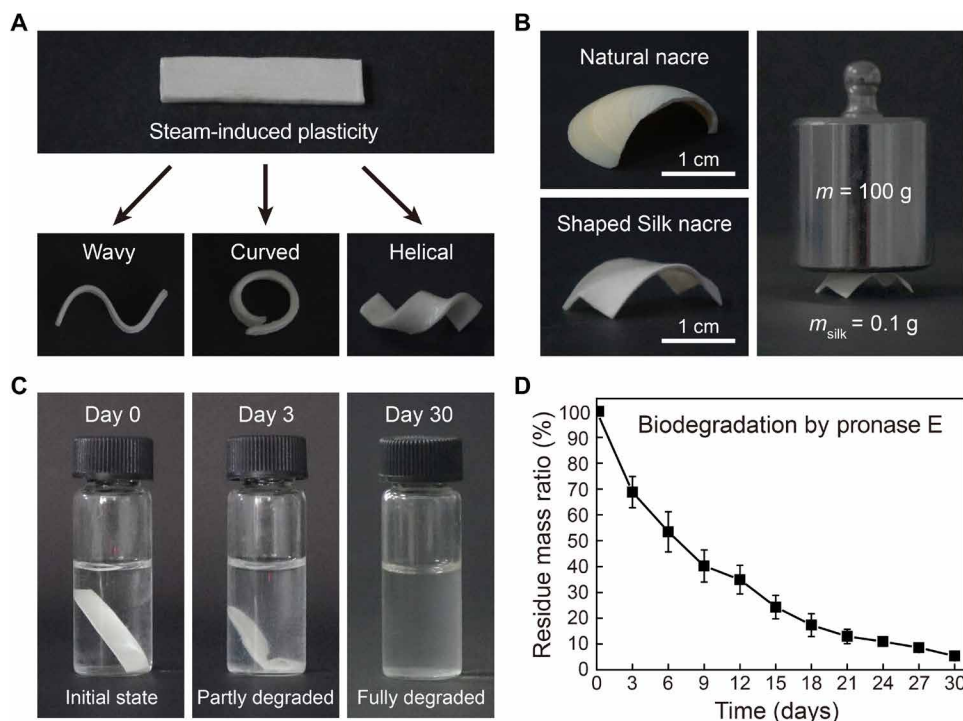 A
Steam-induced plasticity
Wavy
Curved
Helical
B
Natural nacre
1 cm
Shaped Silk nacre
1 cm
m = 100 g
m_silk = 0.1 g
C
Day 0
Day 3
Day 30
Initial state
Partly degraded
Fully degraded
D
Biodegradation by pronase E
Residue mass ratio (%)
100
90
80
70
60
50
40
30
20
10
0
0 3 6 9 12 15 18 21 24 27 30
Time (days)